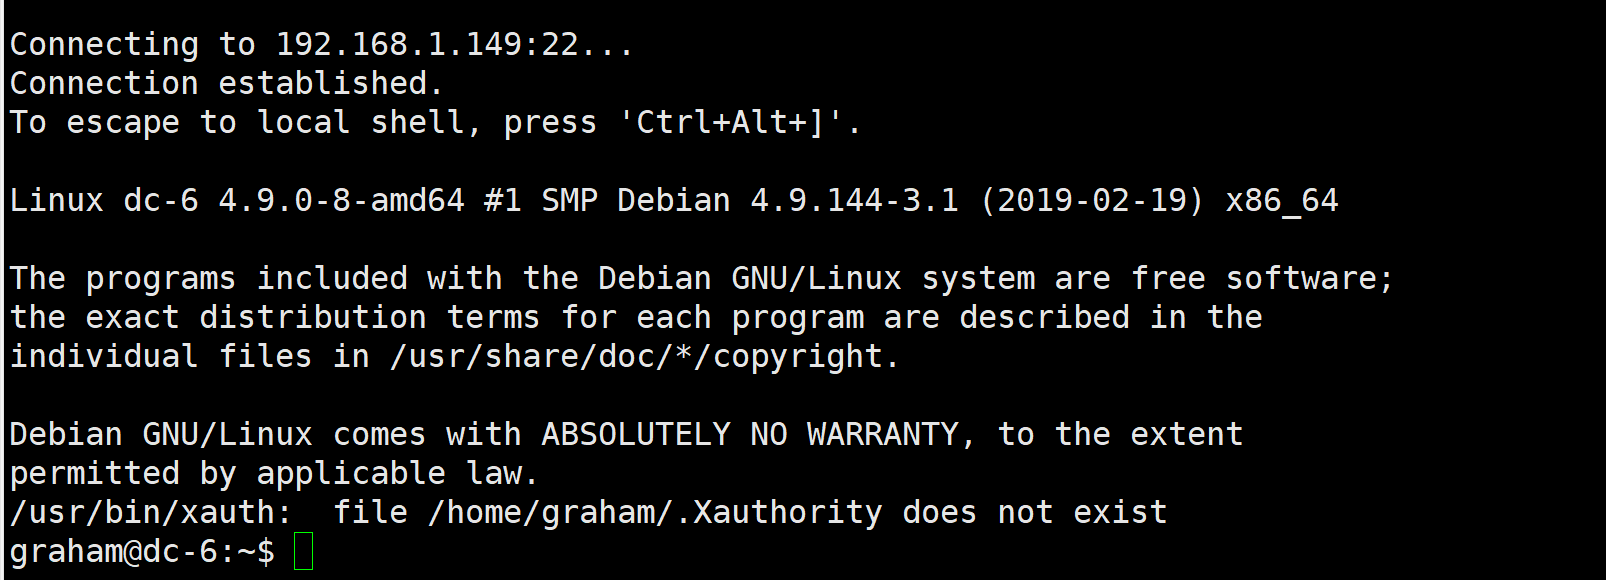 Connecting to 192.168.1.149:22...
Connection established.
To escape to local shell, press 'Ctrl+Alt+]'.
Linux dc-6 4.9.0-8-amd64 #1 SMP Debian 4.9.144-3.1 (2019-02-19) x86_64
The programs included with the Debian GNU/Linux system are free software;
the exact distribution terms for each program are described in the
individual files in /usr/share/doc/*/copyright.
Debian GNU/Linux comes with ABSOLUTELY NO WARRANTY, to the extent
permitted by applicable law.
/usr/bin/xauth:  file /home/graham/.Xauthority does not exist
graham@dc-6:~$